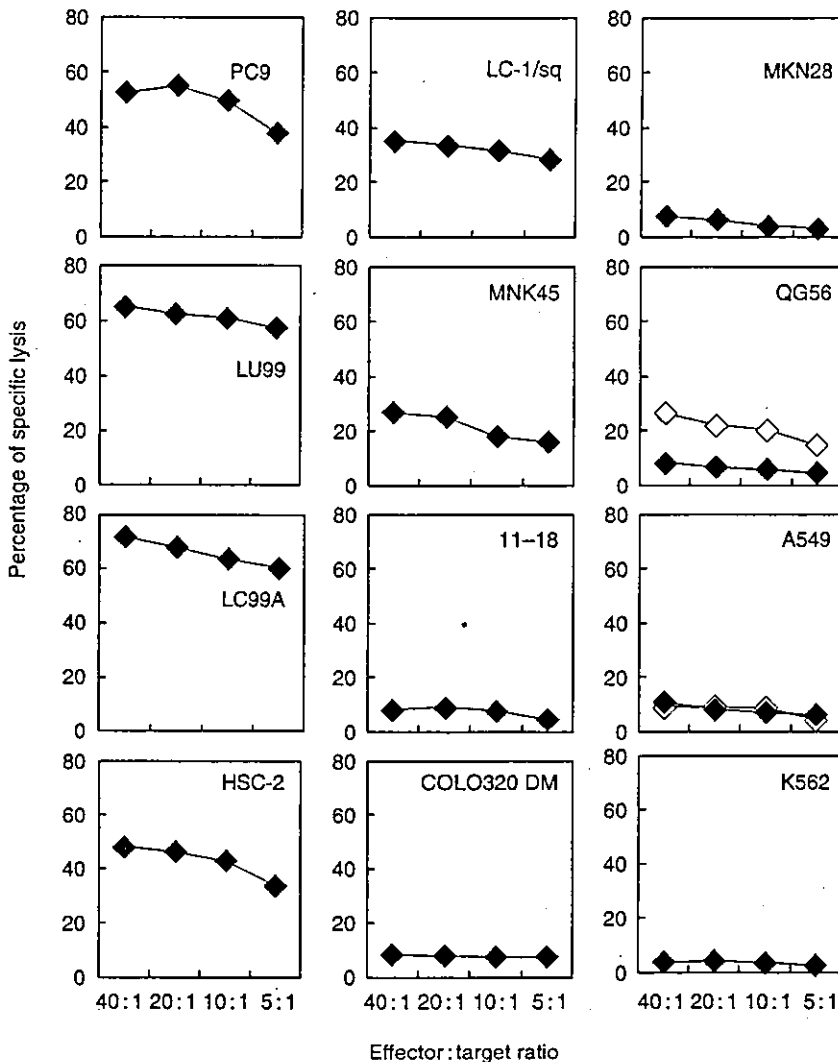 Percentage of specific lysis
80 60 40 20 0
PC9
80 60 40 20 0
LC-1/sq
80 60 40 20 0
MKN28
80 60 40 20 0
LU99
80 60 40 20 0
MNK45
80 60 40 20 0
QG56
80 60 40 20 0
LC99A
80 60 40 20 0
11–18
80 60 40 20 0
A549
80 60 40 20 0
HSC-2
80 60 40 20 0
COLO320 DM
80 60 40 20 0
K562
40:1 20:1 10:1 5:1
40:1 20:1 10:1 5:1
40:1 20:1 10:1 5:1
Effector:target ratio